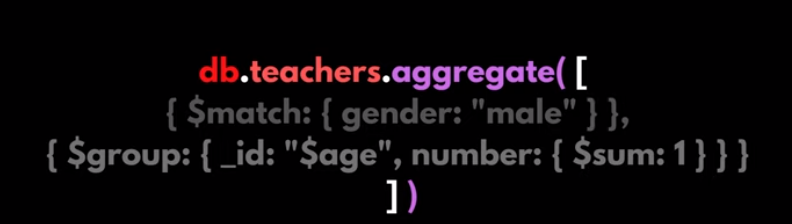 db.teachers.aggregate( [
{ $match: { gender: "male" } },
{ $group: { _id: "$age", number: { $sum: 1 } } }
] )